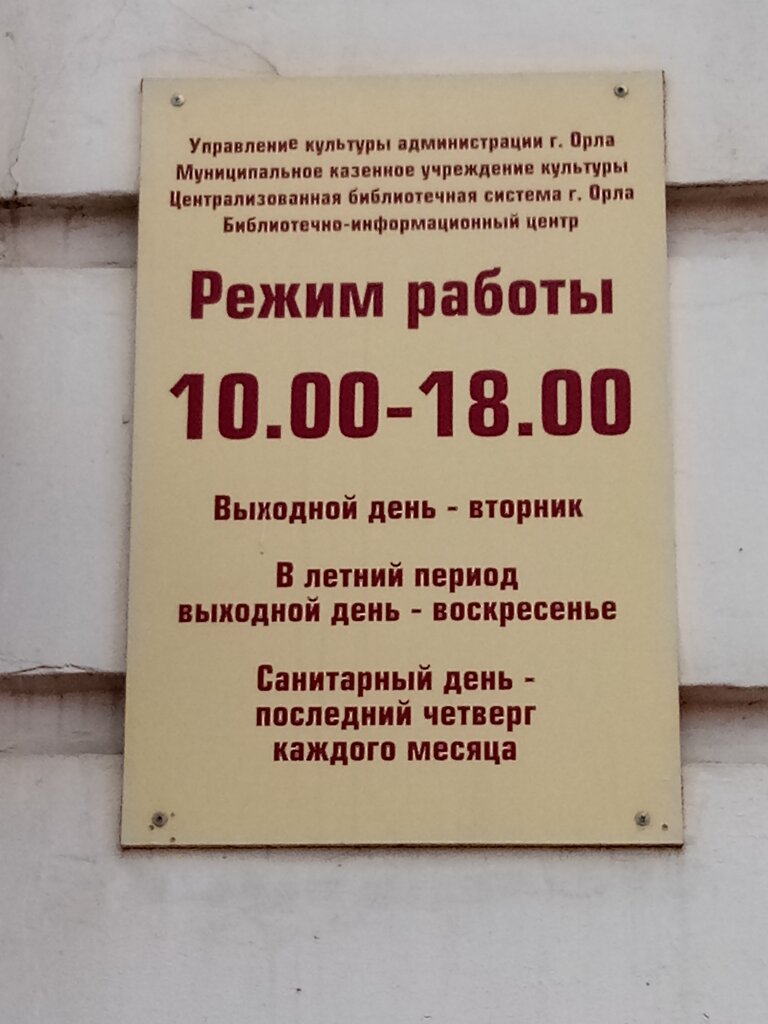 Управление культуры администрации г. Орла
Муниципальное казенное учреждение культуры
Централизованная библиотечная система г. Орла
Библиотечно-информационный центр
Режим работы
10.00-18.00
Выходной день - вторник
В летний период
выходной день - воскресенье
Санитарный день -
последний четверг
каждого месяца